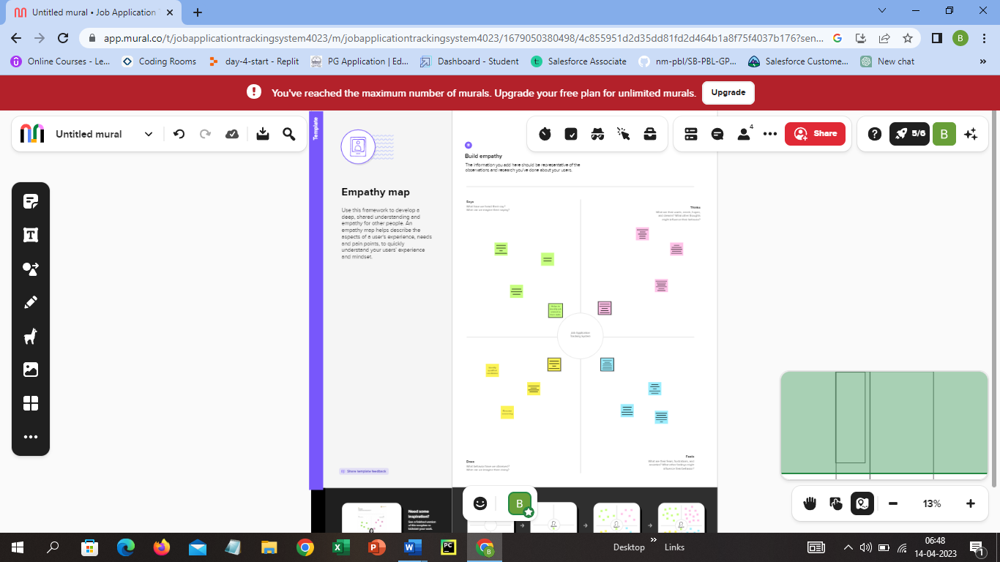 Untitled mural • Job Application
app.mural.co/t/jobapplicationtrackingsystem4023/m/jobapplicationtrackingsystem4023/1679050380498/4c855951d2d35dd81fd2d464b1a8f75f4037b176?sen...
B
Online Courses - Le...
Coding Rooms
day-4-start - Replit
PG Application | Ed...
Dashboard - Student
Salesforce Associate
nm-pbl/SB-PBL-GP...
Salesforce Custome...
New chat
»
You've reached the maximum number of murals. Upgrade your free plan for unlimited murals.
Upgrade
Untitled mural
4
Share
5/6
B
Template
Empathy map
Use this framework to develop a
deep, shared understanding and
empathy for other people. An
empathy map helps describe the
aspects of a user's experience, needs
and pain points, to quickly
understand your users' experience
and mindset.
Share template feedback
Build empathy
The information you add here should be representative of the
observations and research you've done about your users.
Says
What have we heard them say?
What can we imagine them saying?
Thinks
What are their wants, needs, hopes,
and dreams? What other thoughts
might influence their behavior?
Job Application
Tracking System
Does
What behavior have we observed?
What can we imagine them doing?
Feels
What are their fears, frustrations, and
anxieties? What other feelings might
influence their behavior?
Need some
inspiration?
See a finished version
of this template to
kickstart your work.
B
13%
Desktop
»
Links
06:48
14-04-2023
1